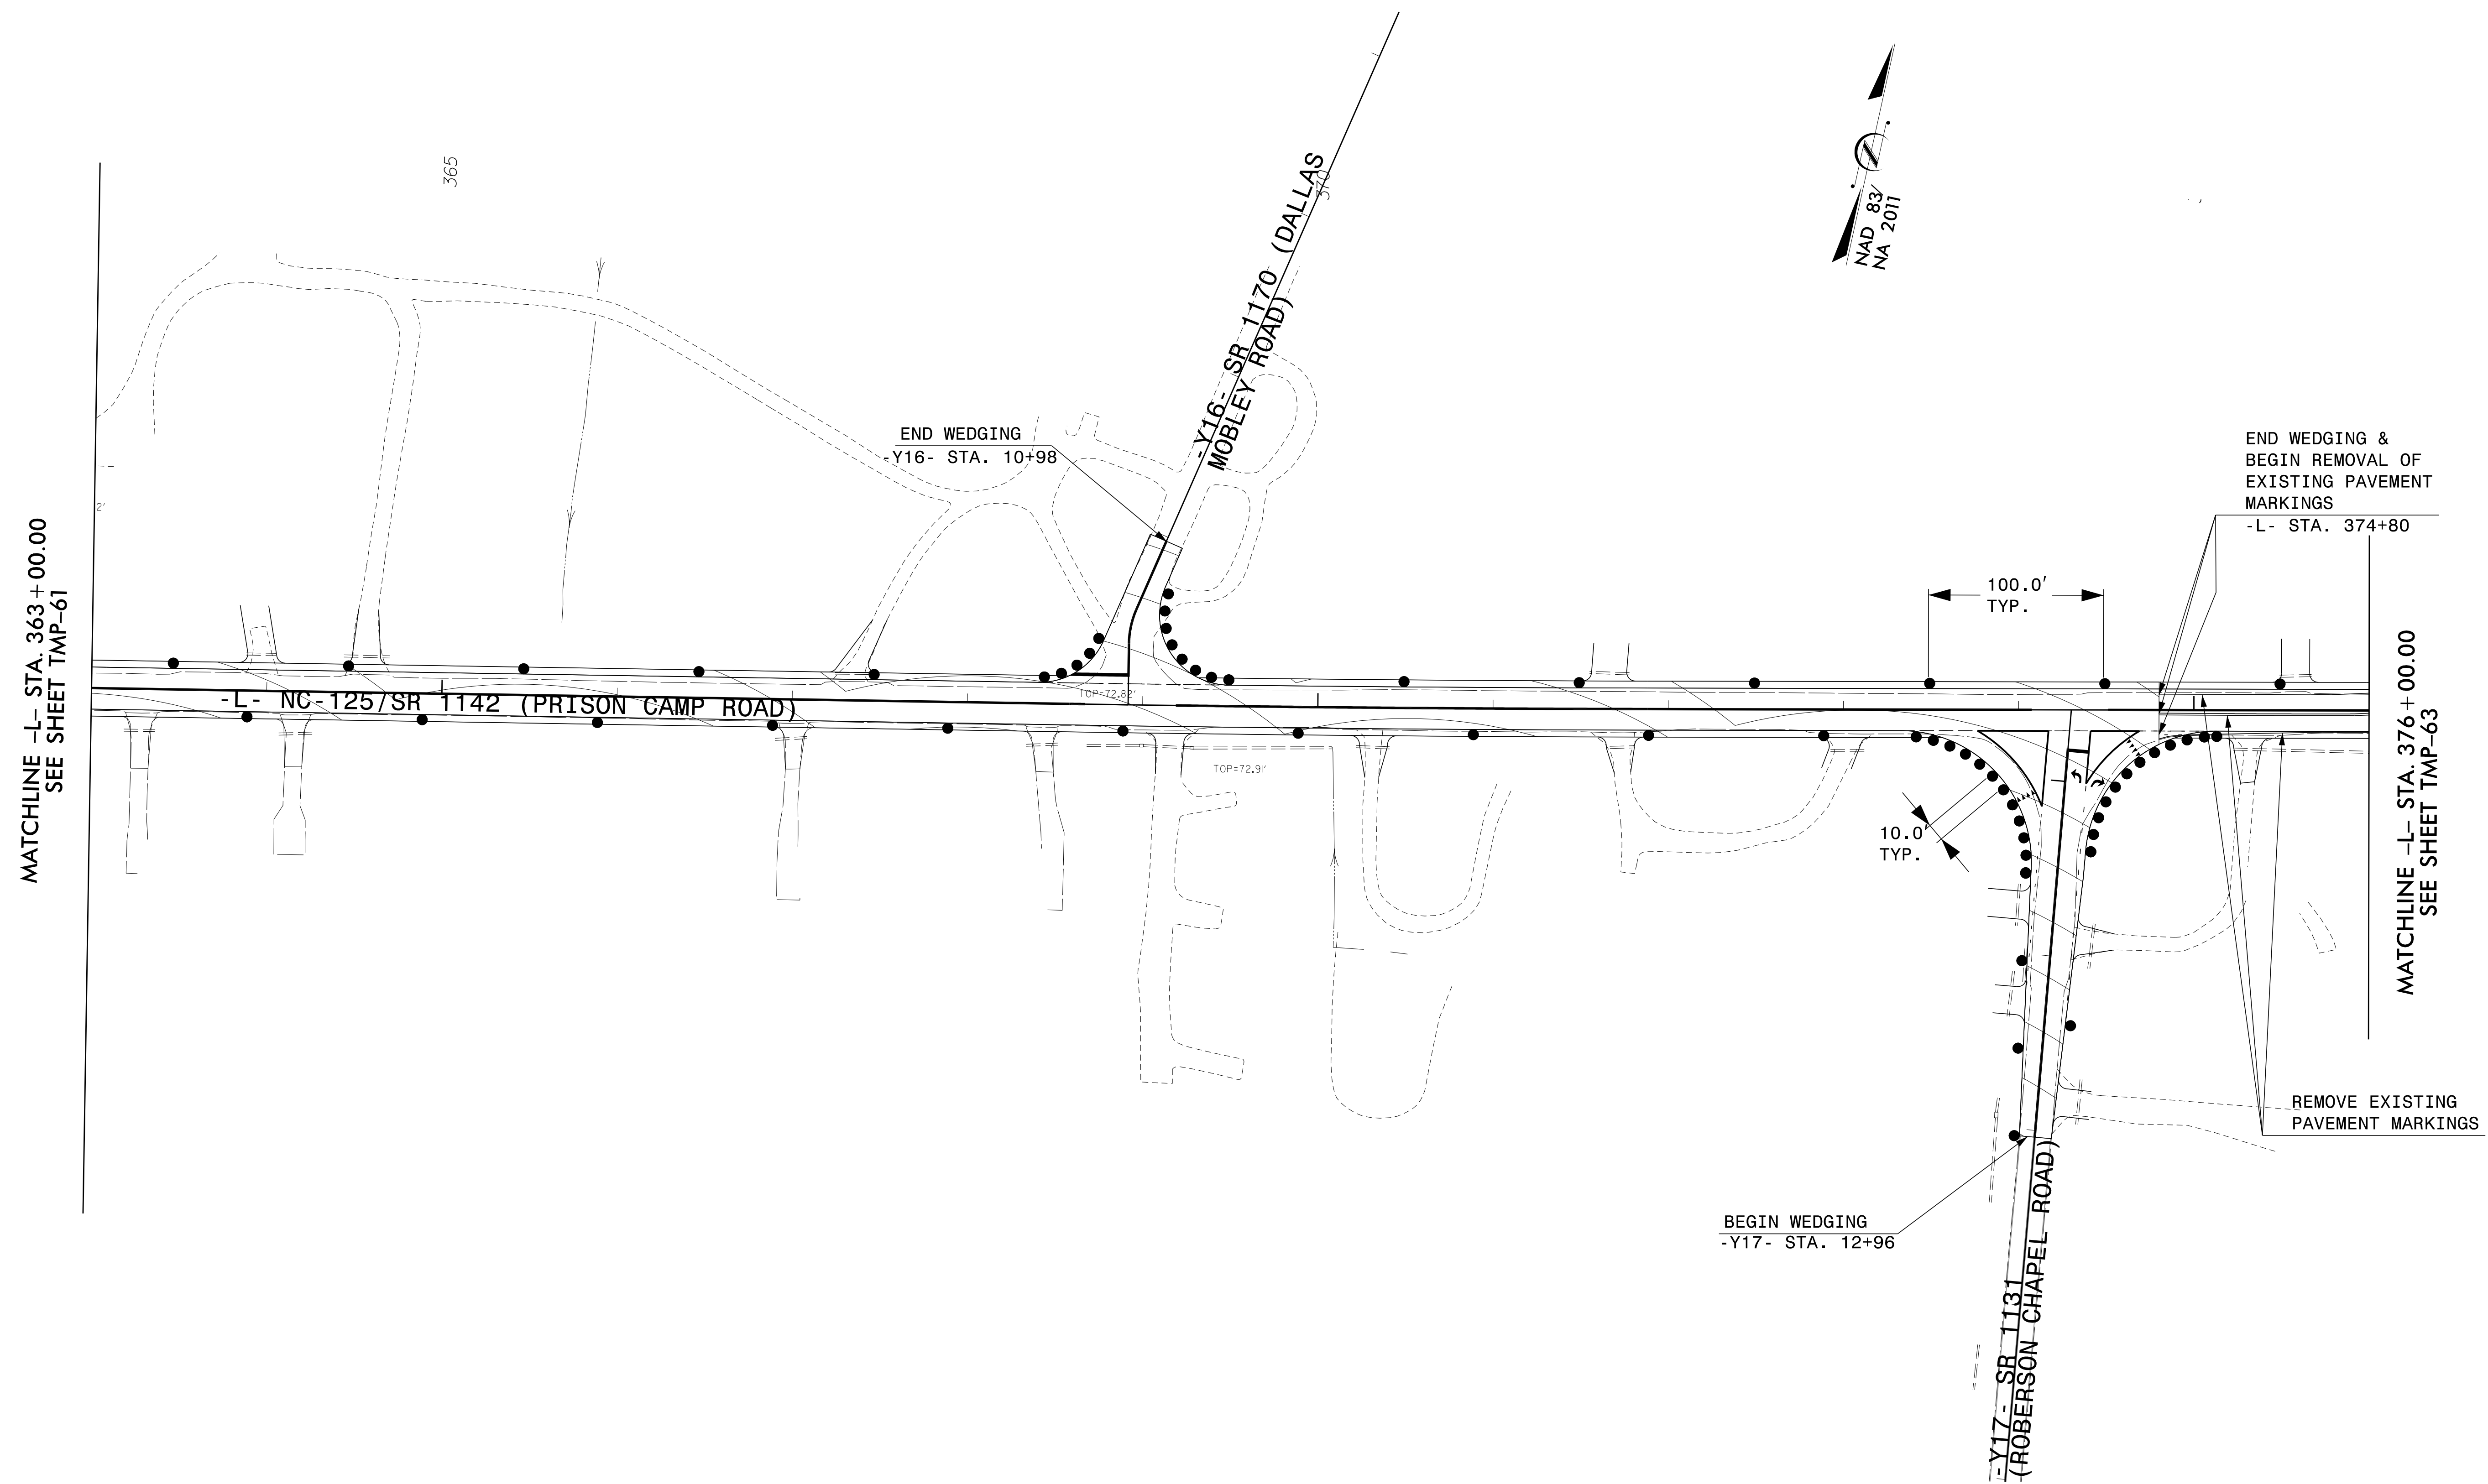 365
370
-Y16- SR 1170 (DALLAS
MOBLEY ROAD)
NAD 83/
NA 2011
END WEDGING
-Y16- STA. 10+98
END WEDGING &
BEGIN REMOVAL OF
EXISTING PAVEMENT
MARKINGS
-L- STA. 374+80
2'
MATCHLINE -L- STA. 363+00.00
SEE SHEET TMP-61
100.0'
TYP.
-L- NC-125/SR 1142 (PRISON CAMP ROAD)
TOP=72.82'
TOP=72.91'
10.0'
TYP.
MATCHLINE -L- STA. 376+00.00
SEE SHEET TMP-63
REMOVE EXISTING
PAVEMENT MARKINGS
BEGIN WEDGING
-Y17- STA. 12+96
-Y17- SR 1131
(ROBERSON CHAPEL ROAD)